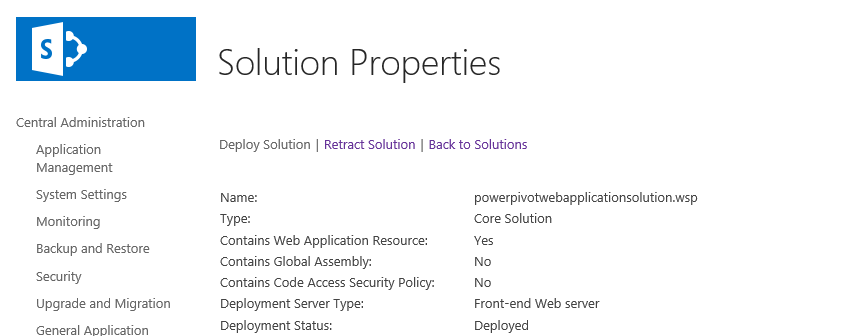 S
Solution Properties
Central Administration
Application
Management
System Settings
Monitoring
Backup and Restore
Security
Upgrade and Migration
General Application
Deploy Solution | Retract Solution | Back to Solutions
Name: powerpivotwebapplicationsolution.wsp
Type: Core Solution
Contains Web Application Resource: Yes
Contains Global Assembly: No
Contains Code Access Security Policy: No
Deployment Server Type: Front-end Web server
Deployment Status: Deployed